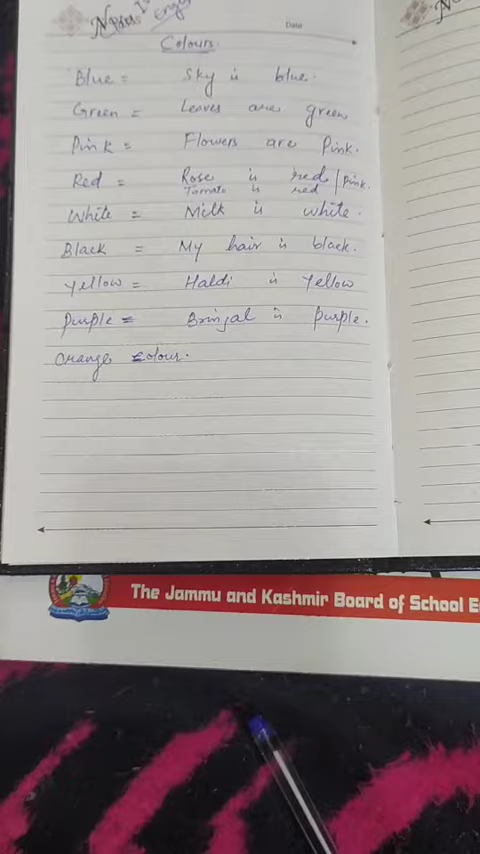 Date
Colours.
Blue = Sky is blue.
Green = Leaves are green
Pink = Flowers are Pink.
Red = Rose is red / Pink.
Tomato is red
White = Milk is white.
Black = My hair is black.
Yellow = Haldi is Yellow
Purple = Brinjal is purple.
Orange Colour.
The Jammu and Kashmir Board of School E